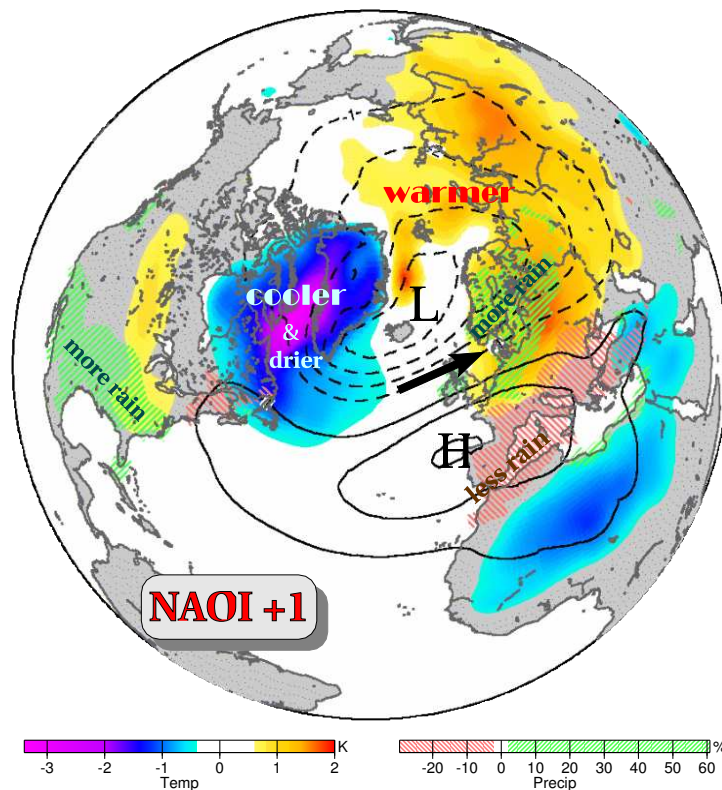 warmer
cooler
&
drier
L
more rain
more rain
H
less rain
NAOI +1
-3 -2 -1 0 1 2 K
Temp
-20 -10 0 10 20 30 40 50 60 %
Precip